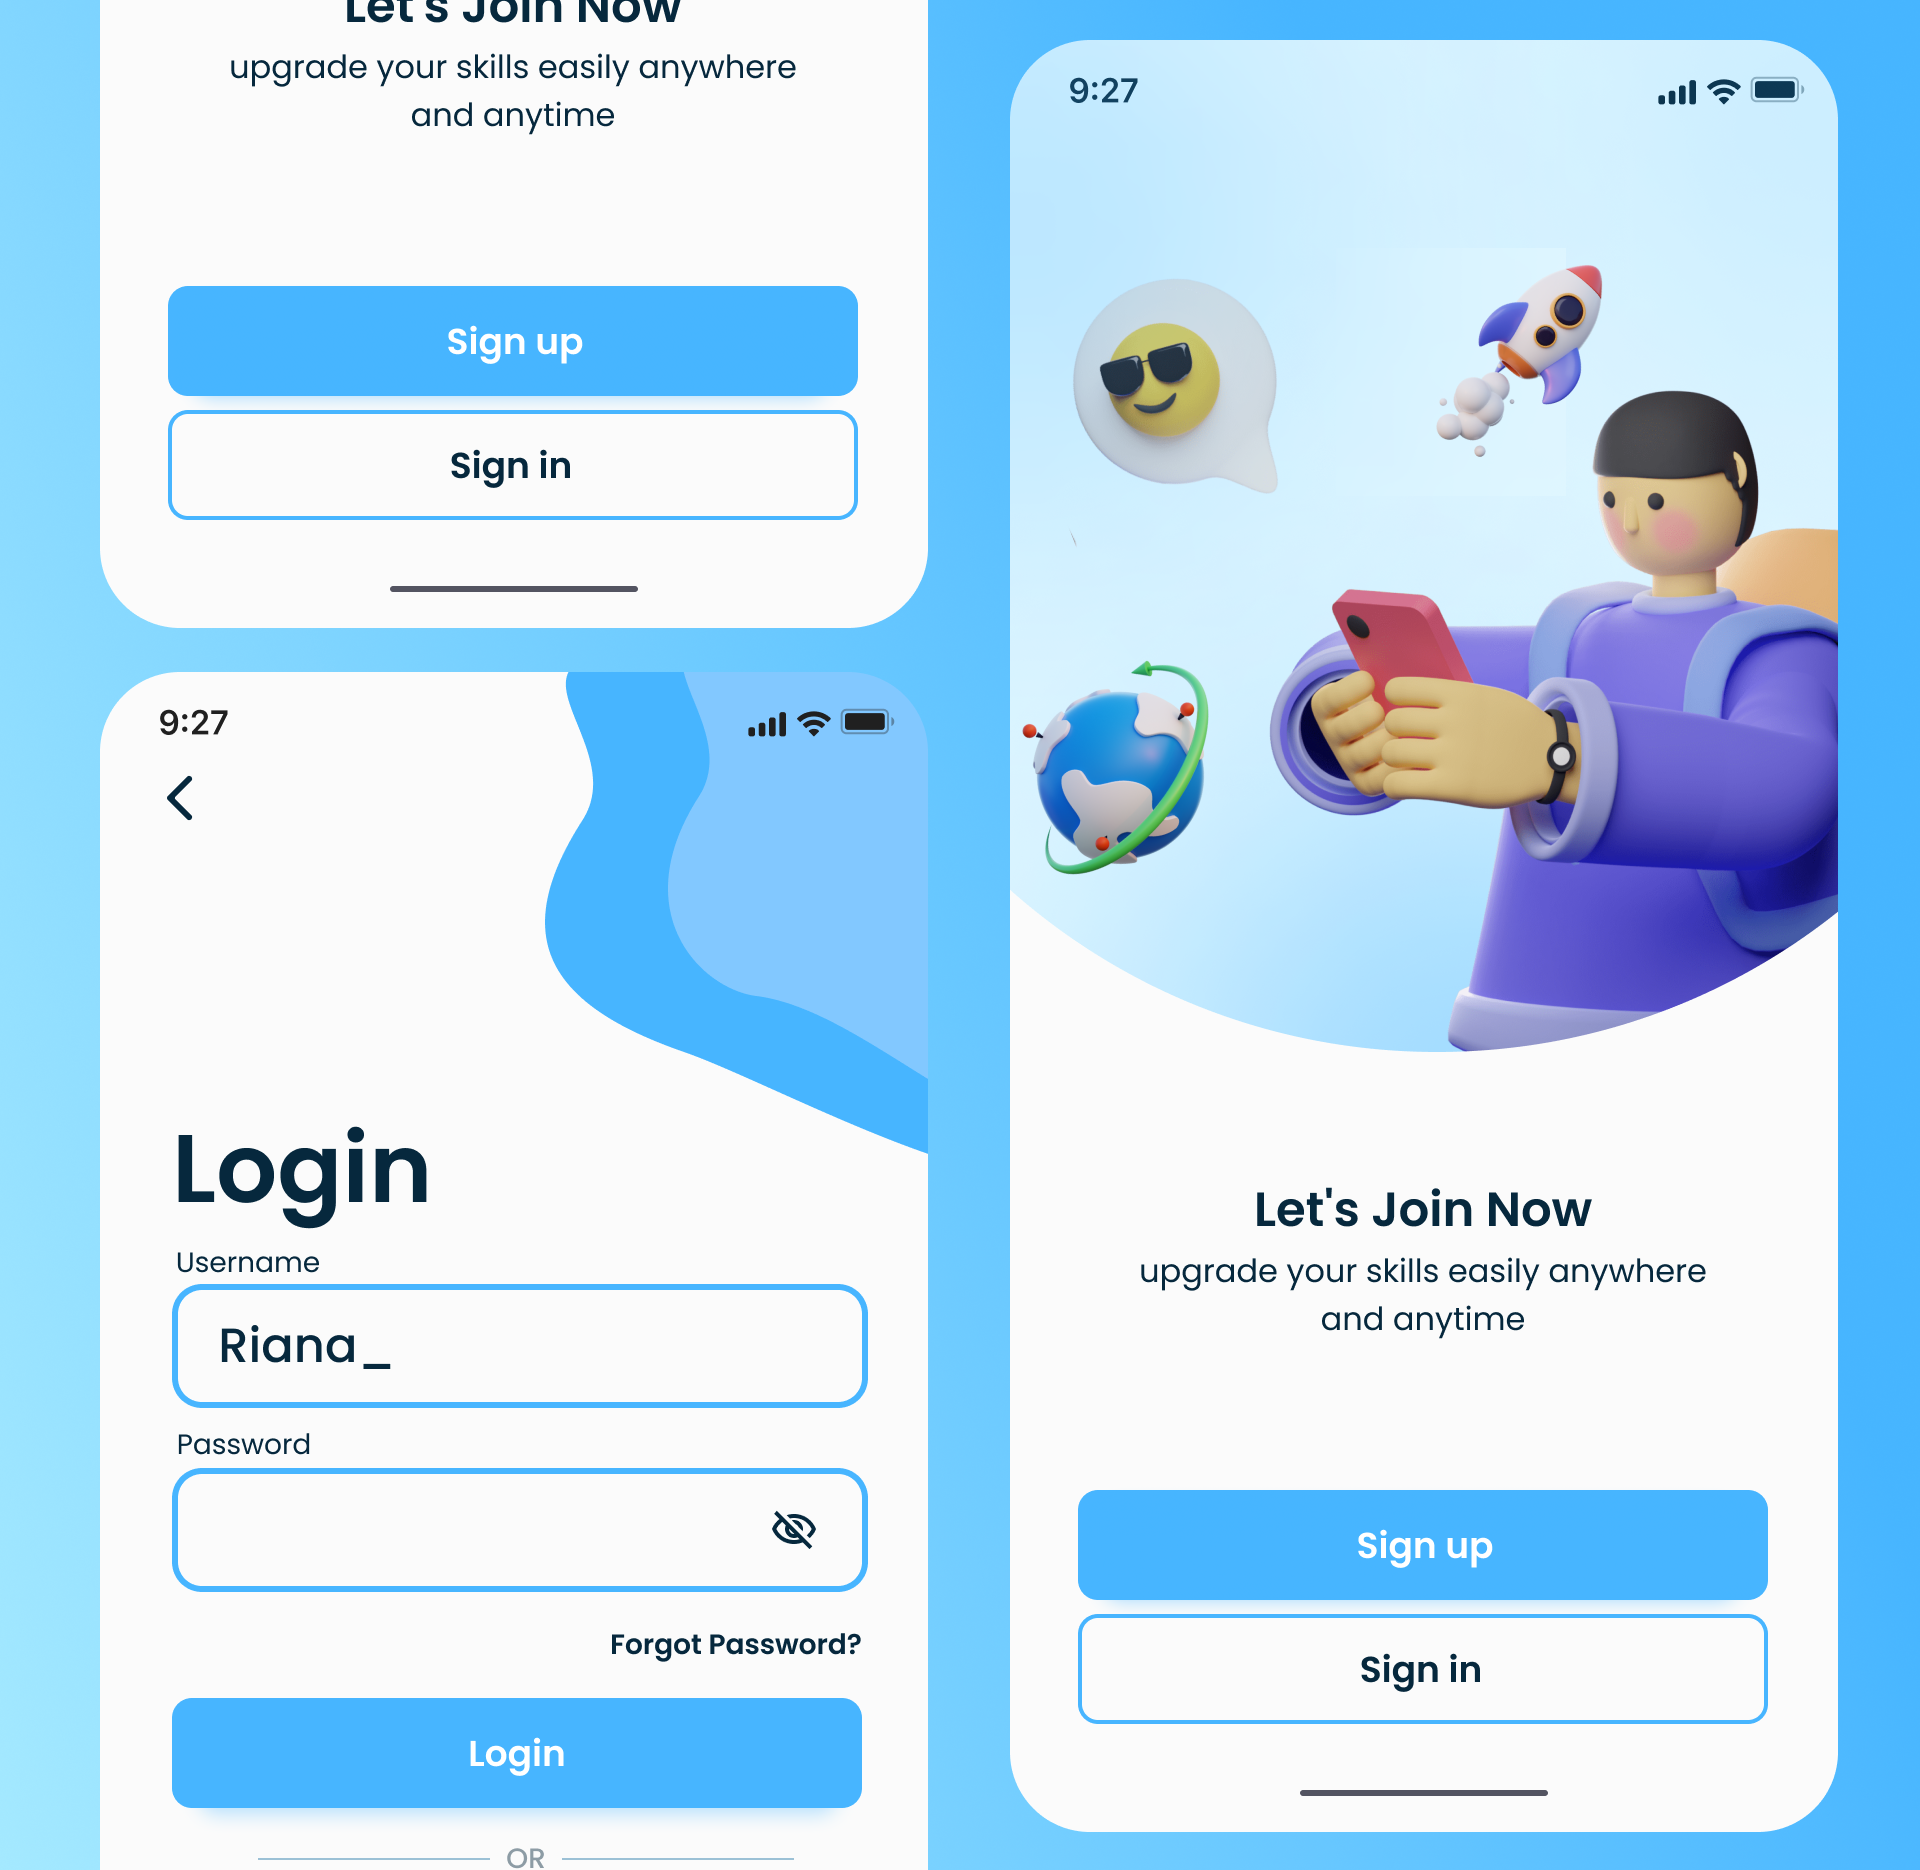 Let's Join Now
upgrade your skills easily anywhere
and anytime
Sign up
Sign in
9:27
Login
Username
Riana_
Password
Forgot Password?
Login
OR
9:27
Let's Join Now
upgrade your skills easily anywhere
and anytime
Sign up
Sign in